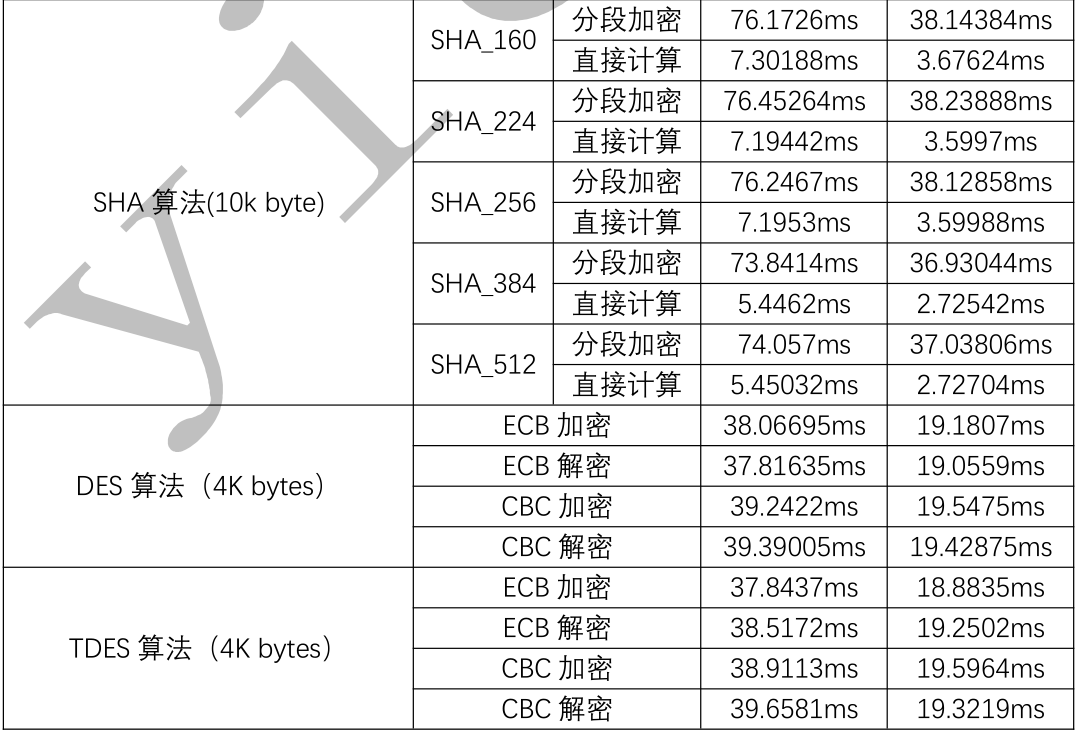 SHA 算法(10k byte) SHA_160 分段加密 76.1726ms 38.14384ms
直接计算 7.30188ms 3.67624ms
SHA_224 分段加密 76.45264ms 38.23888ms
直接计算 7.19442ms 3.5997ms
SHA_256 分段加密 76.2467ms 38.12858ms
直接计算 7.1953ms 3.59988ms
SHA_384 分段加密 73.8414ms 36.93044ms
直接计算 5.4462ms 2.72542ms
SHA_512 分段加密 74.057ms 37.03806ms
直接计算 5.45032ms 2.72704ms
DES 算法（4K bytes） ECB 加密 38.06695ms 19.1807ms
ECB 解密 37.81635ms 19.0559ms
CBC 加密 39.2422ms 19.5475ms
CBC 解密 39.39005ms 19.42875ms
TDES 算法（4K bytes） ECB 加密 37.8437ms 18.8835ms
ECB 解密 38.5172ms 19.2502ms
CBC 加密 38.9113ms 19.5964ms
CBC 解密 39.6581ms 19.3219ms